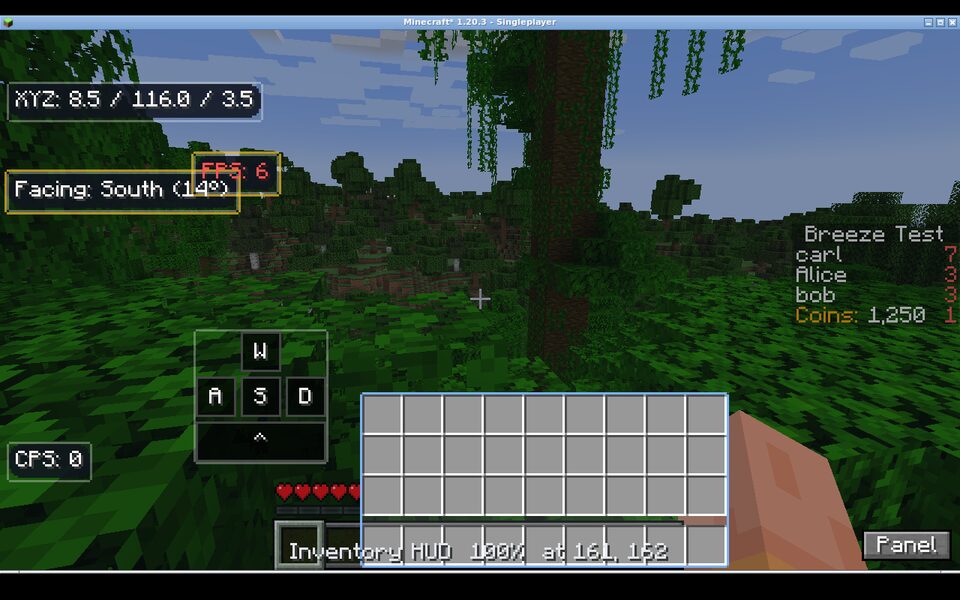 Minecraft* 1.20.3 - Singleplayer
XYZ: 8.5 / 116.0 / 3.5
FPS: 6
Facing: South (14°)
Breeze Test
carl 7
Alice 3
bob 3
Coins: 1,250 1
W
A S D
^
CPS: 0
Inventory HUD 100% at 161, 162
Panel